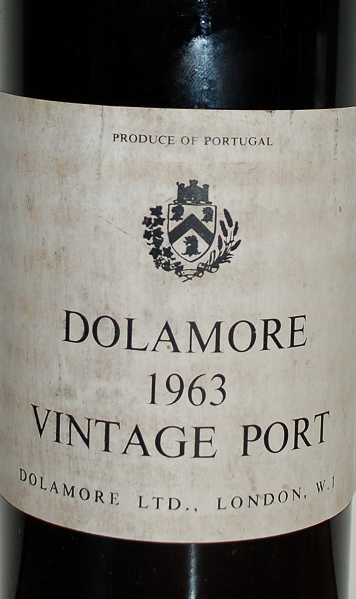 PRODUCE OF PORTUGAL
DOLAMORE
1963
VINTAGE PORT
DOLAMORE LTD., LONDON, W.1